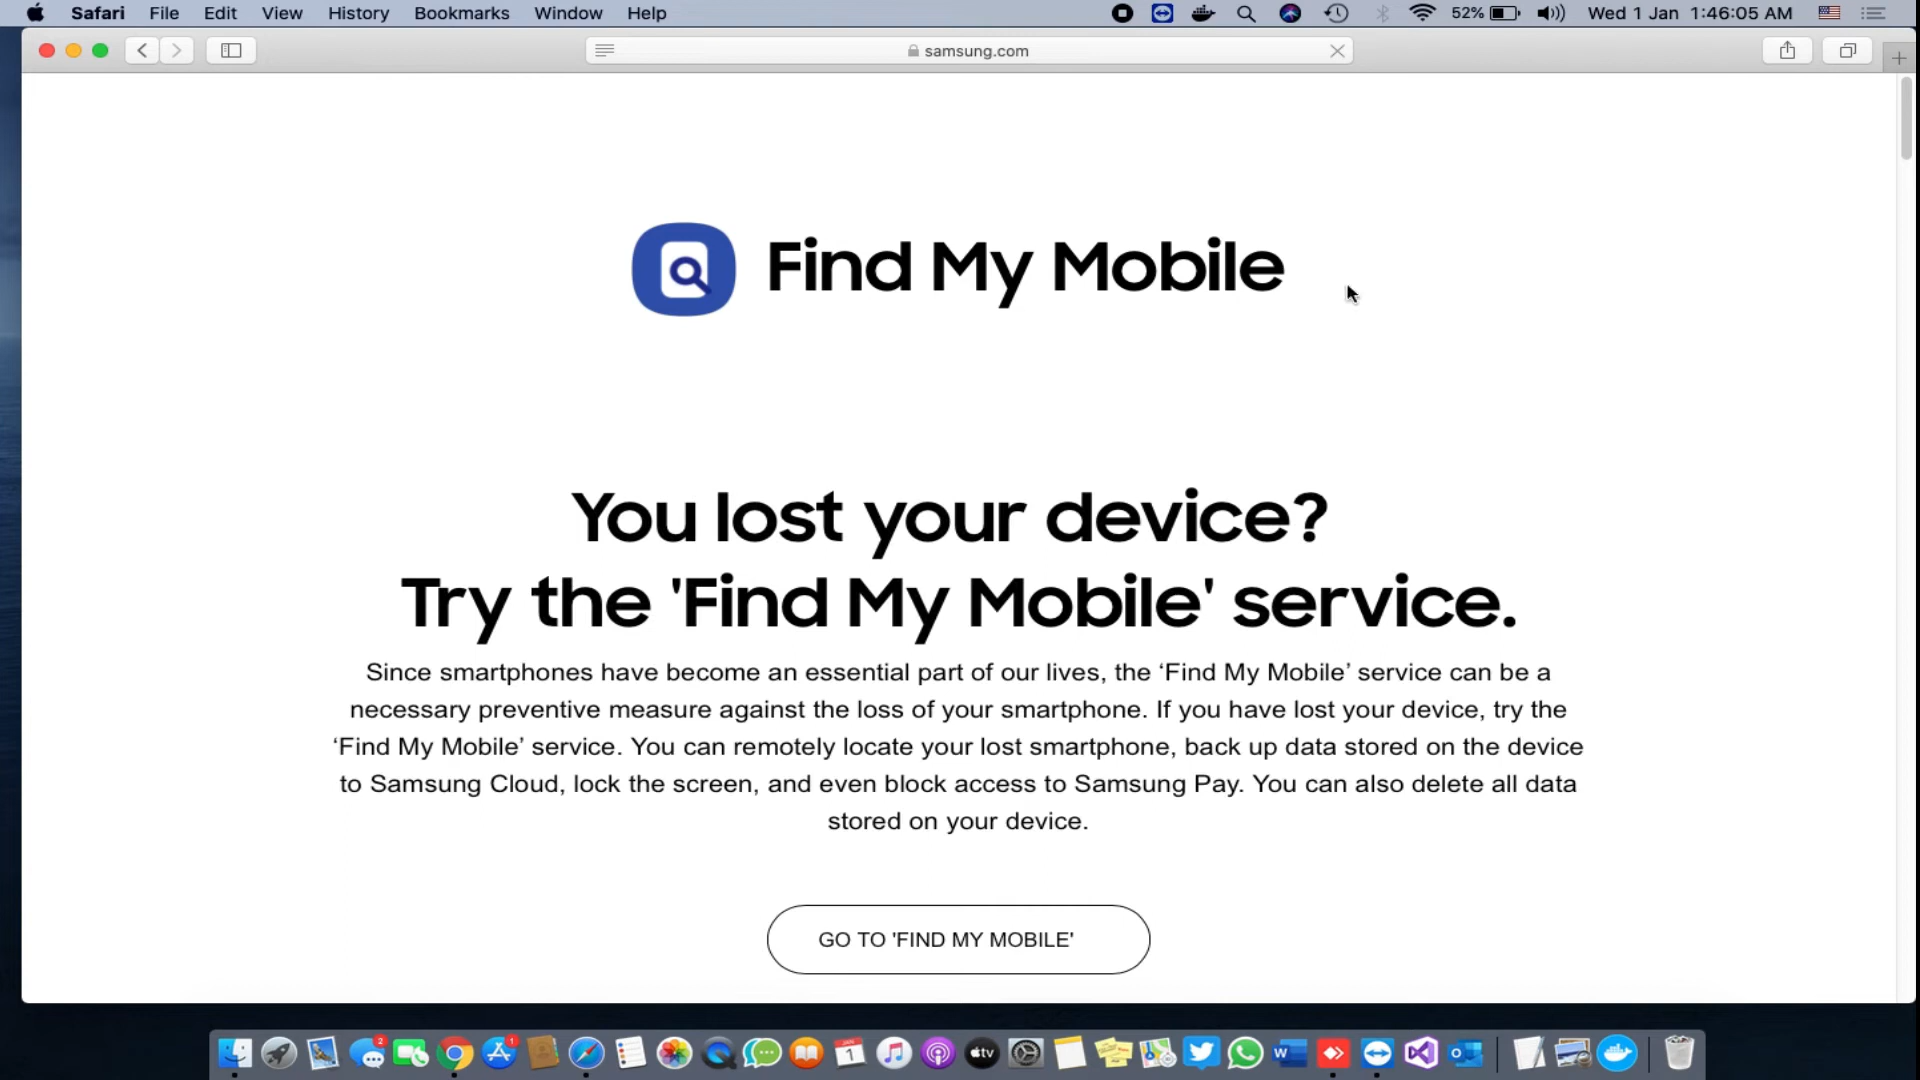 Safari File Edit View History Bookmarks Window Help 52% Wed 1 Jan 1:46:05 AM
samsung.com
Find My Mobile
You lost your device?
Try the 'Find My Mobile' service.
Since smartphones have become an essential part of our lives, the ‘Find My Mobile’ service can be a
necessary preventive measure against the loss of your smartphone. If you have lost your device, try the
‘Find My Mobile’ service. You can remotely locate your lost smartphone, back up data stored on the device
to Samsung Cloud, lock the screen, and even block access to Samsung Pay. You can also delete all data
stored on your device.
GO TO 'FIND MY MOBILE'
2 1 JAN 1 tv W